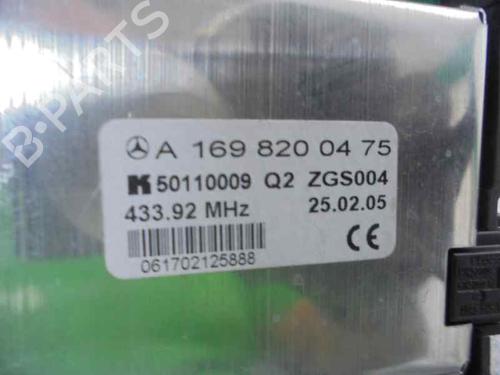 B-PARTS
A 169 820 04 75
K 50110009 Q2 ZGS004
433.92 MHz 25.02.05
CE
061702125888